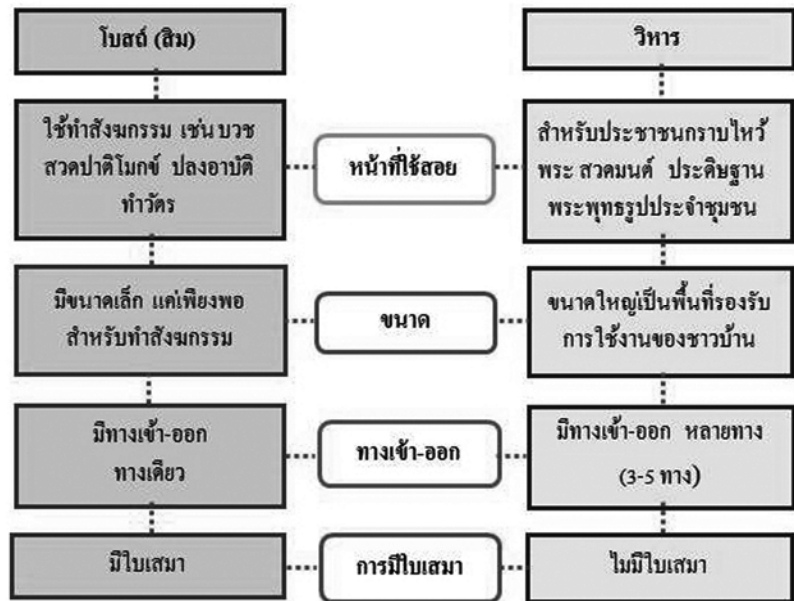 โบสถ์ (สิม)
วิหาร
ใช้ทำสังฆกรรม เช่น บวช
สวดปาติโมกข์ ปลงอาบัติ
ทำวัตร
หน้าที่ใช้สอย
สำหรับประชาชนกราบไหว้
พระ สวดมนต์ ประดิษฐาน
พระพุทธรูปประจำชุมชน
มีขนาดเล็ก แค่เพียงพอ
สำหรับทำสังฆกรรม
ขนาด
ขนาดใหญ่เป็นพื้นที่รองรับ
การใช้งานของชาวบ้าน
มีทางเข้า-ออก
ทางเดียว
ทางเข้า-ออก
มีทางเข้า-ออก หลายทาง
(3-5 ทาง)
มีใบเสมา
การมีใบเสมา
ไม่มีใบเสมา